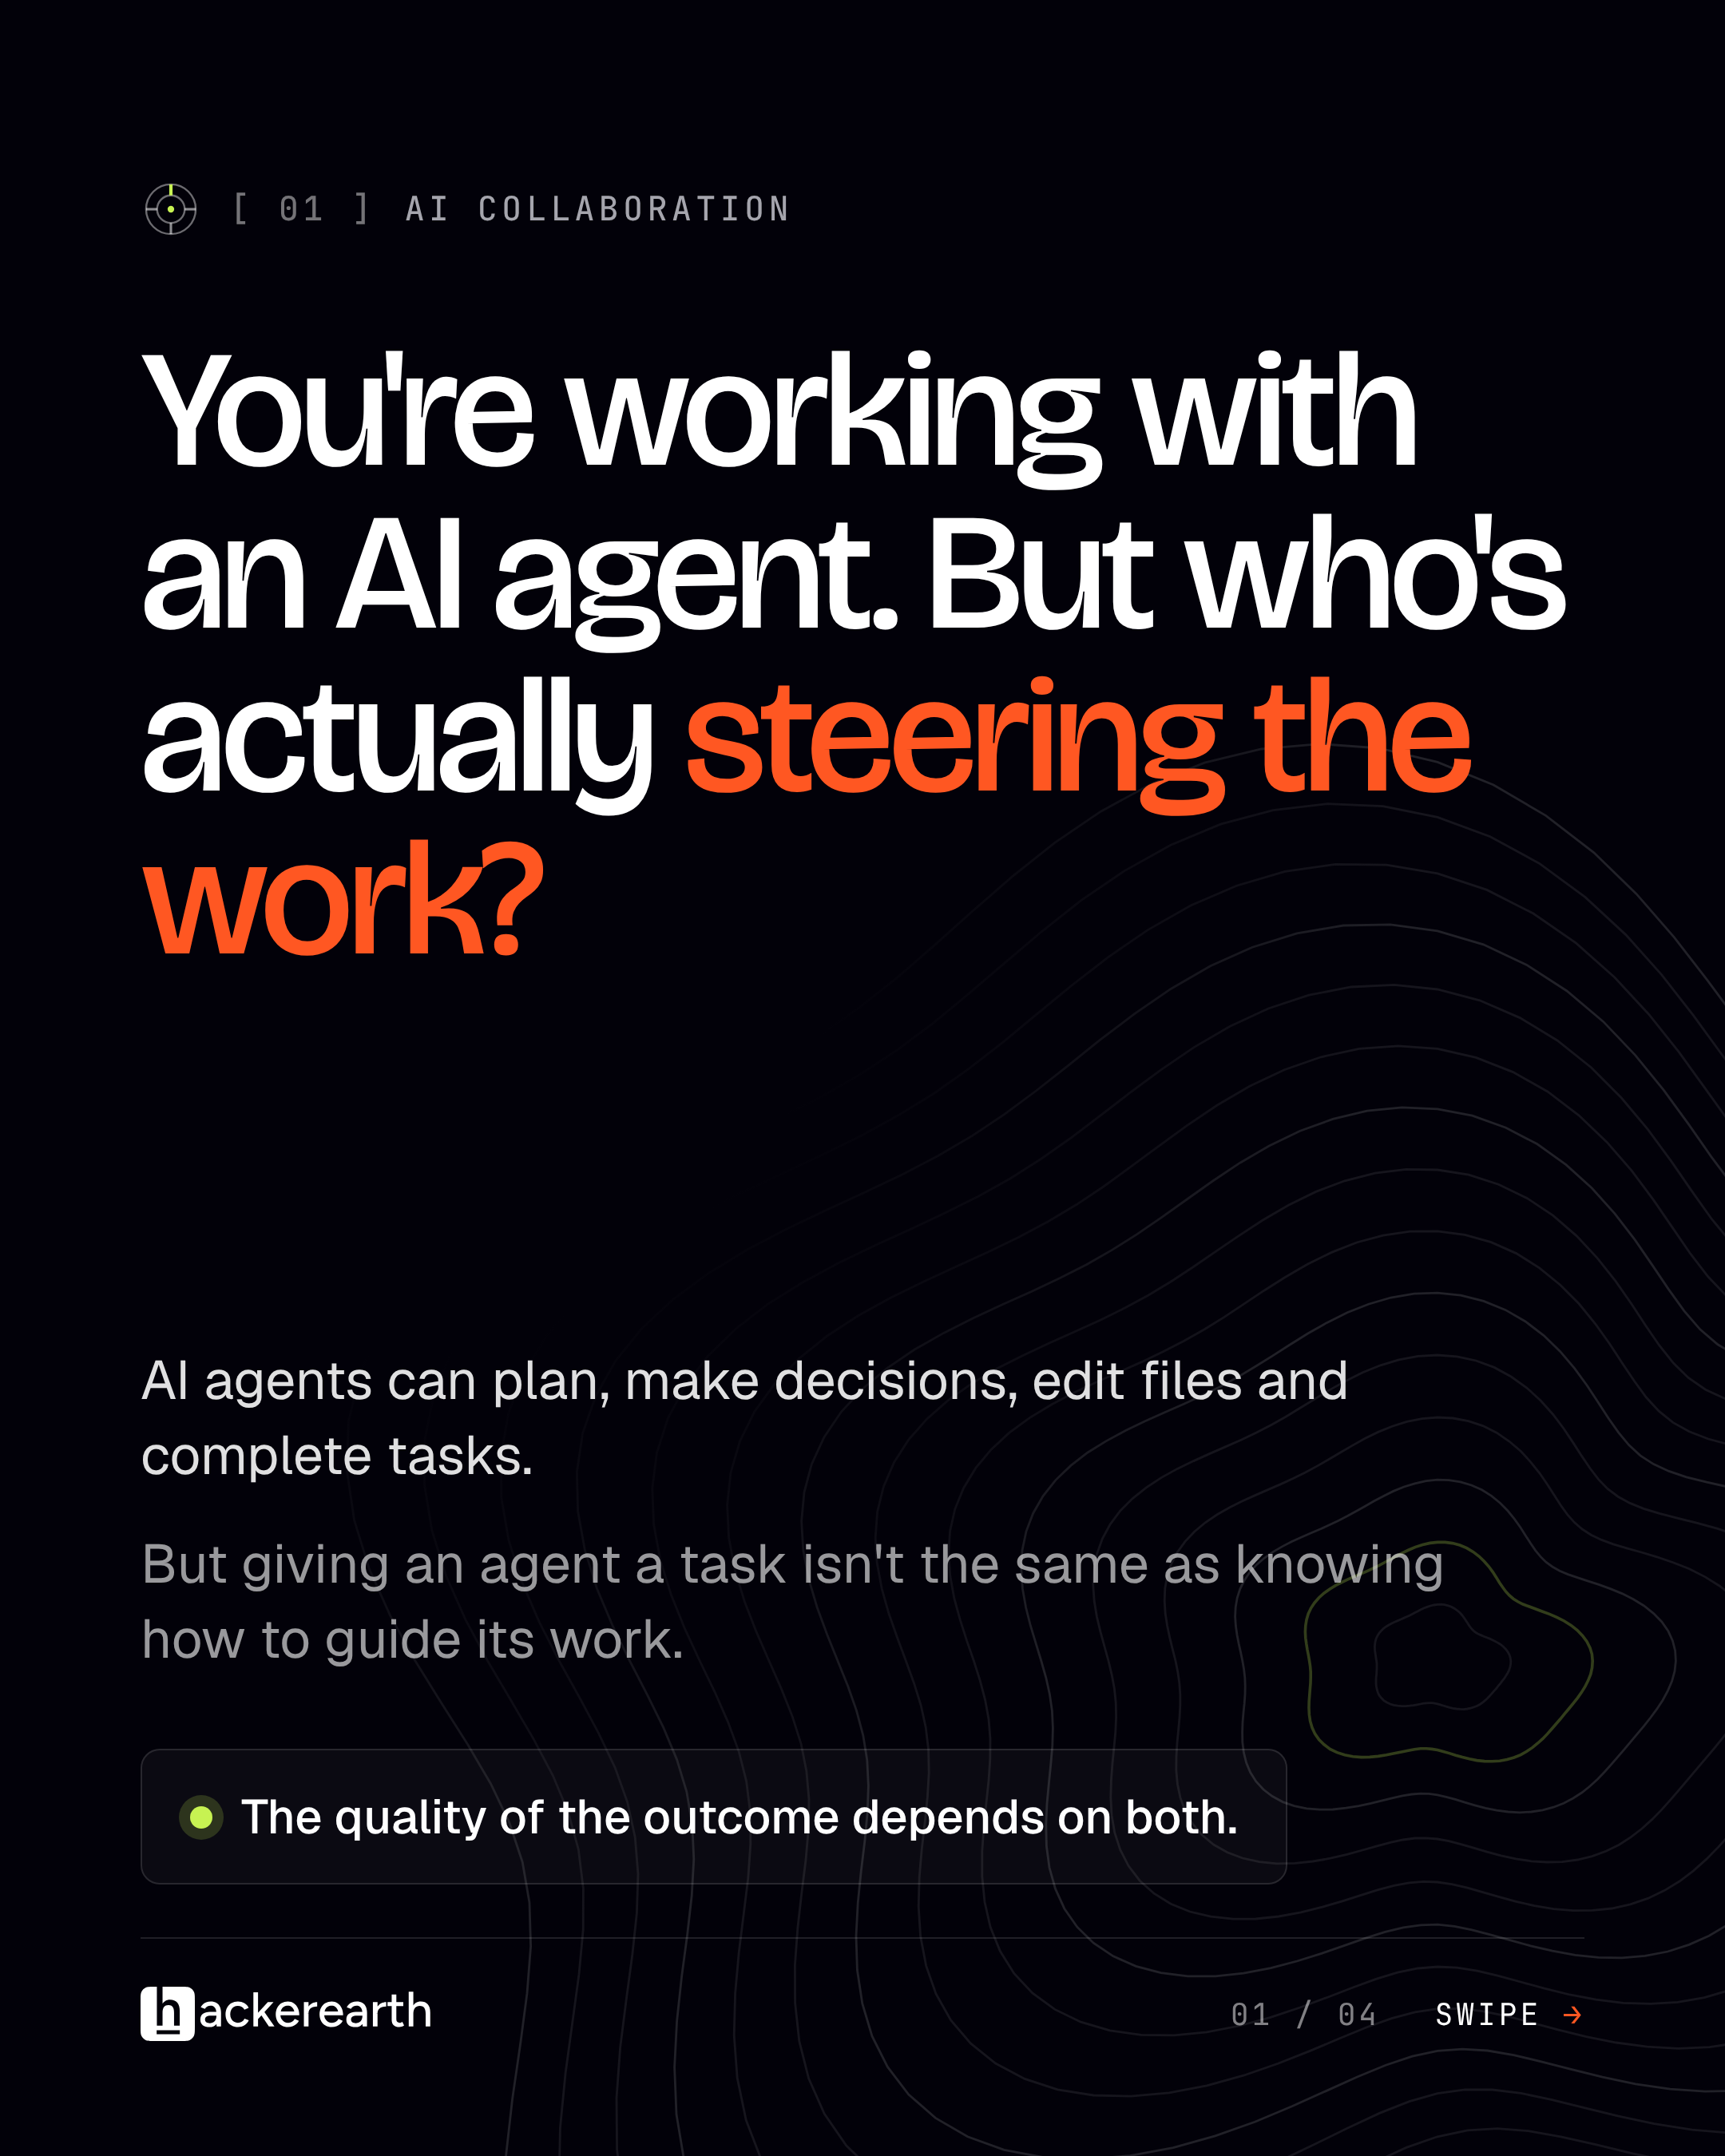 [ 01 ] AI COLLABORATION
You're working with
an AI agent. But who's
actually steering the
work?
AI agents can plan, make decisions, edit files and
complete tasks.
But giving an agent a task isn't the same as knowing
how to guide its work.
The quality of the outcome depends on both.
hackerearth
01 / 04 SWIPE →